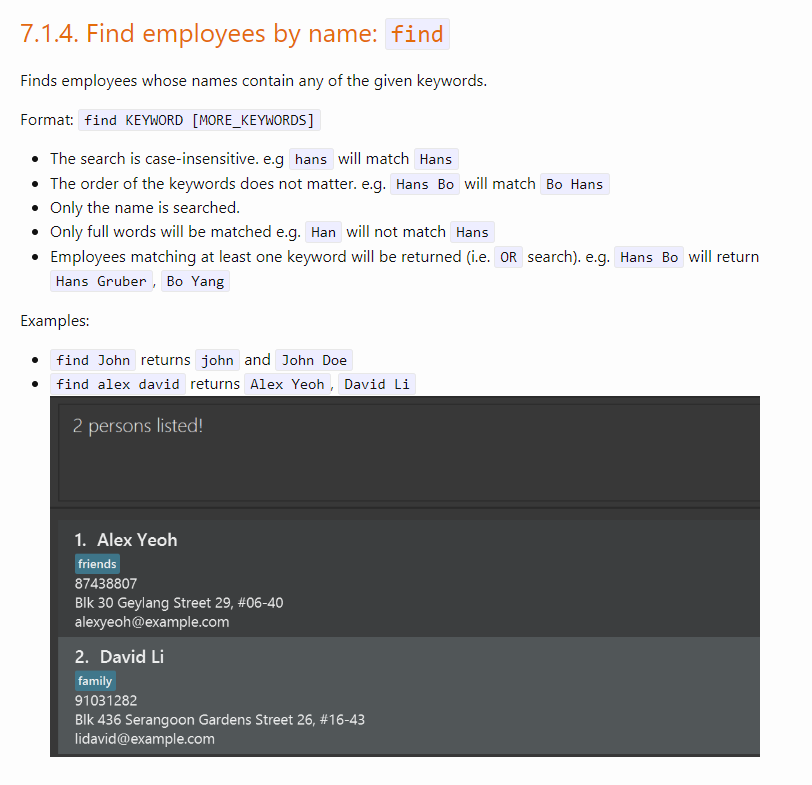 7.1.4. Find employees by name: find
Finds employees whose names contain any of the given keywords.
Format: find KEYWORD [MORE_KEYWORDS]
The search is case-insensitive. e.g hans will match Hans
The order of the keywords does not matter. e.g. Hans Bo will match Bo Hans
Only the name is searched.
Only full words will be matched e.g. Han will not match Hans
Employees matching at least one keyword will be returned (i.e. OR search). e.g. Hans Bo will return
Hans Gruber, Bo Yang
Examples:
find John returns john and John Doe
find alex david returns Alex Yeoh, David Li
2 persons listed!
1. Alex Yeoh
friends
87438807
Blk 30 Geylang Street 29, #06-40
alexyeoh@example.com
2. David Li
family
91031282
Blk 436 Serangoon Gardens Street 26, #16-43
lidavid@example.com